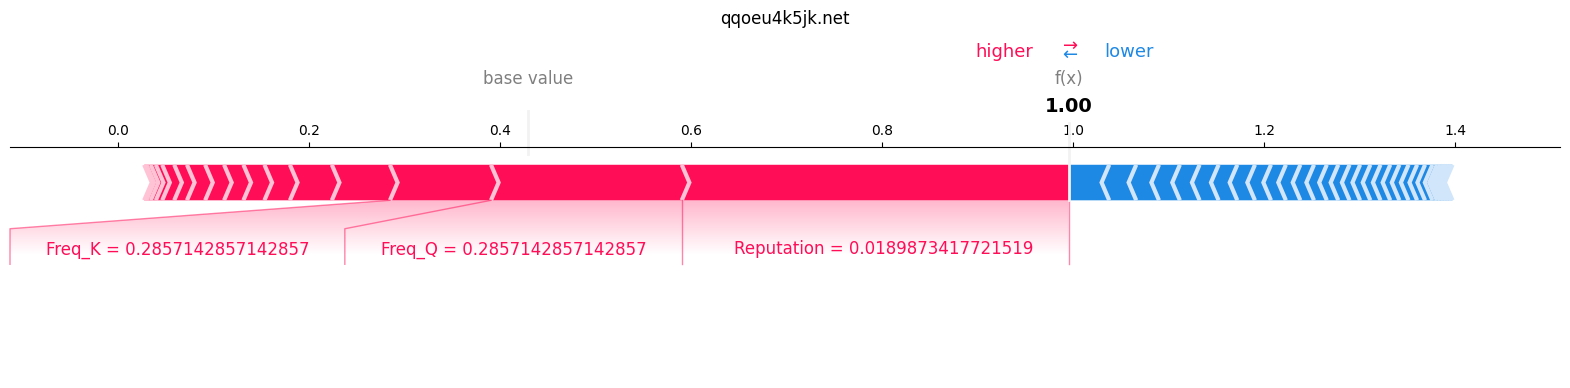 qqoeu4k5jk.net
higher → ← lower
base value f(x)
1.00
0.0 0.2 0.4 0.6 0.8 1.0 1.2 1.4
Freq_K = 0.2857142857142857 Freq_Q = 0.2857142857142857 Reputation = 0.0189873417721519